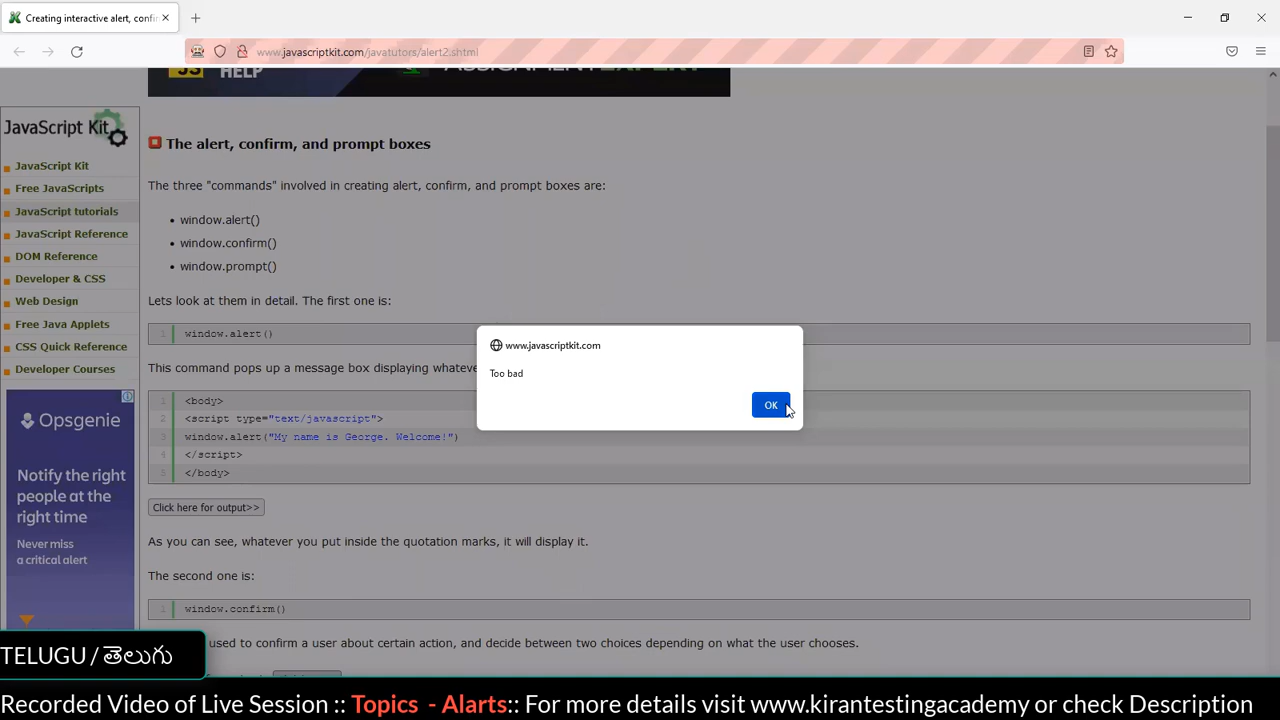 Creating interactive alert, confir
www.javascriptkit.com/javatutors/alert2.shtml
JS HELP
JavaScript Kit
JavaScript Kit
Free JavaScripts
JavaScript tutorials
JavaScript Reference
DOM Reference
Developer & CSS
Web Design
Free Java Applets
CSS Quick Reference
Developer Courses
Opsgenie
Notify the right
people at the
right time
Never miss
a critical alert
The alert, confirm, and prompt boxes
The three "commands" involved in creating alert, confirm, and prompt boxes are:
window.alert()
window.confirm()
window.prompt()
Lets look at them in detail. The first one is:
1 window.alert()
This command pops up a message box displaying whateve
1 <body>
2 <script type="text/javascript">
3 window.alert("My name is George. Welcome!")
4 </script>
5 </body>
Click here for output>>
As you can see, whatever you put inside the quotation marks, it will display it.
The second one is:
1 window.confirm()
used to confirm a user about certain action, and decide between two choices depending on what the user chooses.
www.javascriptkit.com
Too bad
OK
TELUGU / తెలుగు
Recorded Video of Live Session :: Topics - Alarts:: For more details visit www.kirantestingacademy or check Description